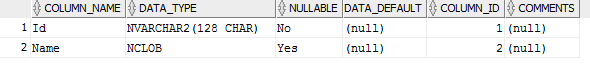 COLUMN_NAME DATA_TYPE NULLABLE DATA_DEFAULT COLUMN_ID COMMENTS
1 Id NVARCHAR2(128 CHAR) No (null) 1 (null)
2 Name NCLOB Yes (null) 2 (null)